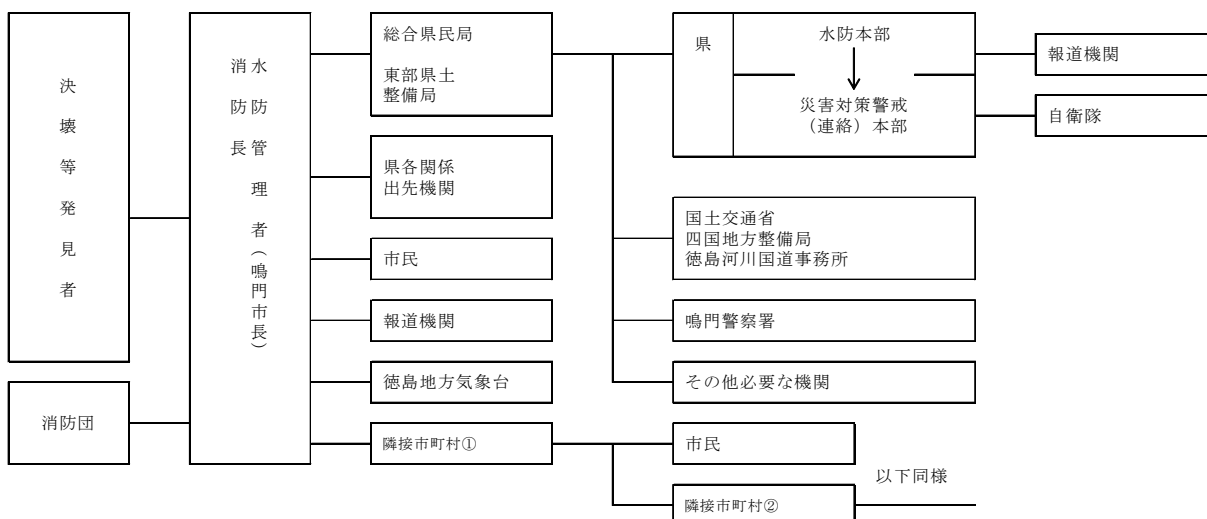 決壊等発見者
消防団
水防管理者（鳴門市長）
消防長
総合県民局
東部県土
整備局
県各関係
出先機関
市民
報道機関
徳島地方気象台
隣接市町村①
県
水防本部
災害対策警戒
（連絡）本部
国土交通省
四国地方整備局
徳島河川国道事務所
鳴門警察署
その他必要な機関
市民
隣接市町村②
以下同様
報道機関
自衛隊